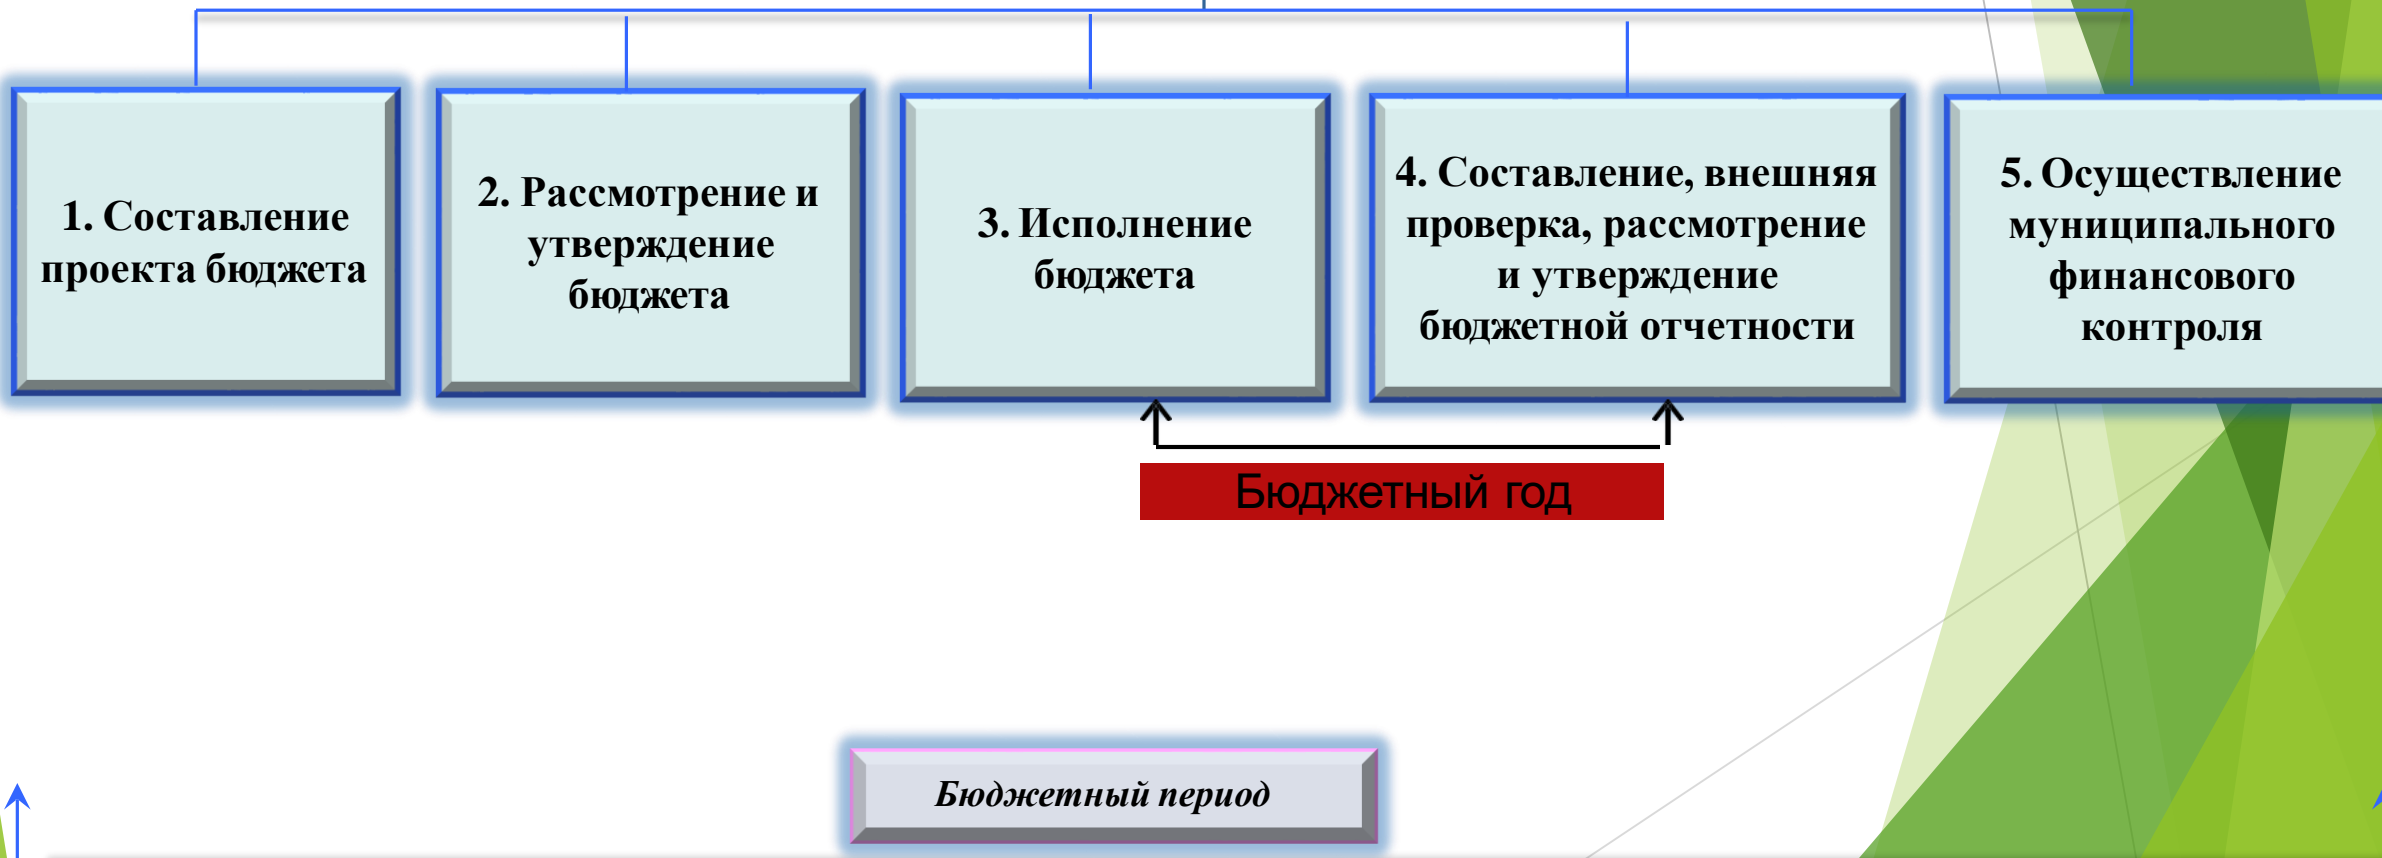 1. Составление
проекта бюджета
2. Рассмотрение и
утверждение
бюджета
3. Исполнение
бюджета
4. Составление, внешняя
проверка, рассмотрение
и утверждение
бюджетной отчетности
5. Осуществление
муниципального
финансового
контроля
Бюджетный год
Бюджетный период